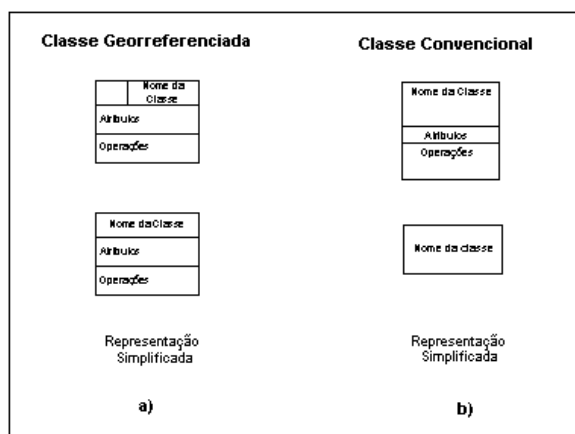 Classe Georreferenciada
Nome da
Classe
Atributos
Operações
Nome da Classe
Atributos
Operações
Representação
Simplificada
a)
Classe Convencional
Nome da Classe
Atributos
Operações
Nome da classe
Representação
Simplificada
b)